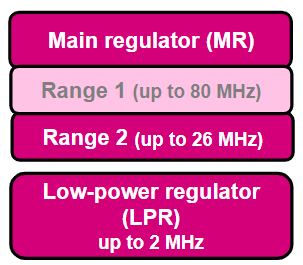 Main regulator (MR)
Range 1 (up to 80 MHz)
Range 2 (up to 26 MHz)
Low-power regulator
(LPR)
up to 2 MHz